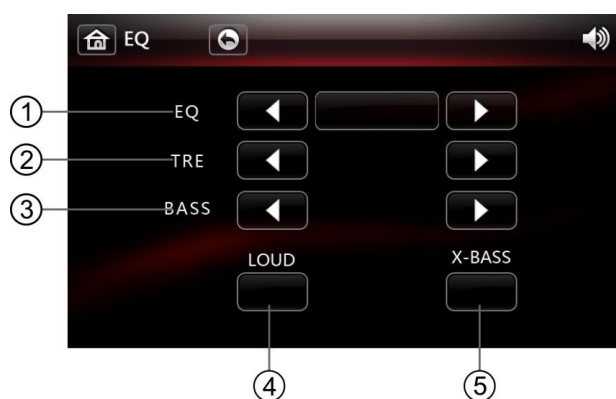 EQ
① EQ
② TRE
③ BASS
LOUD X-BASS
④ ⑤